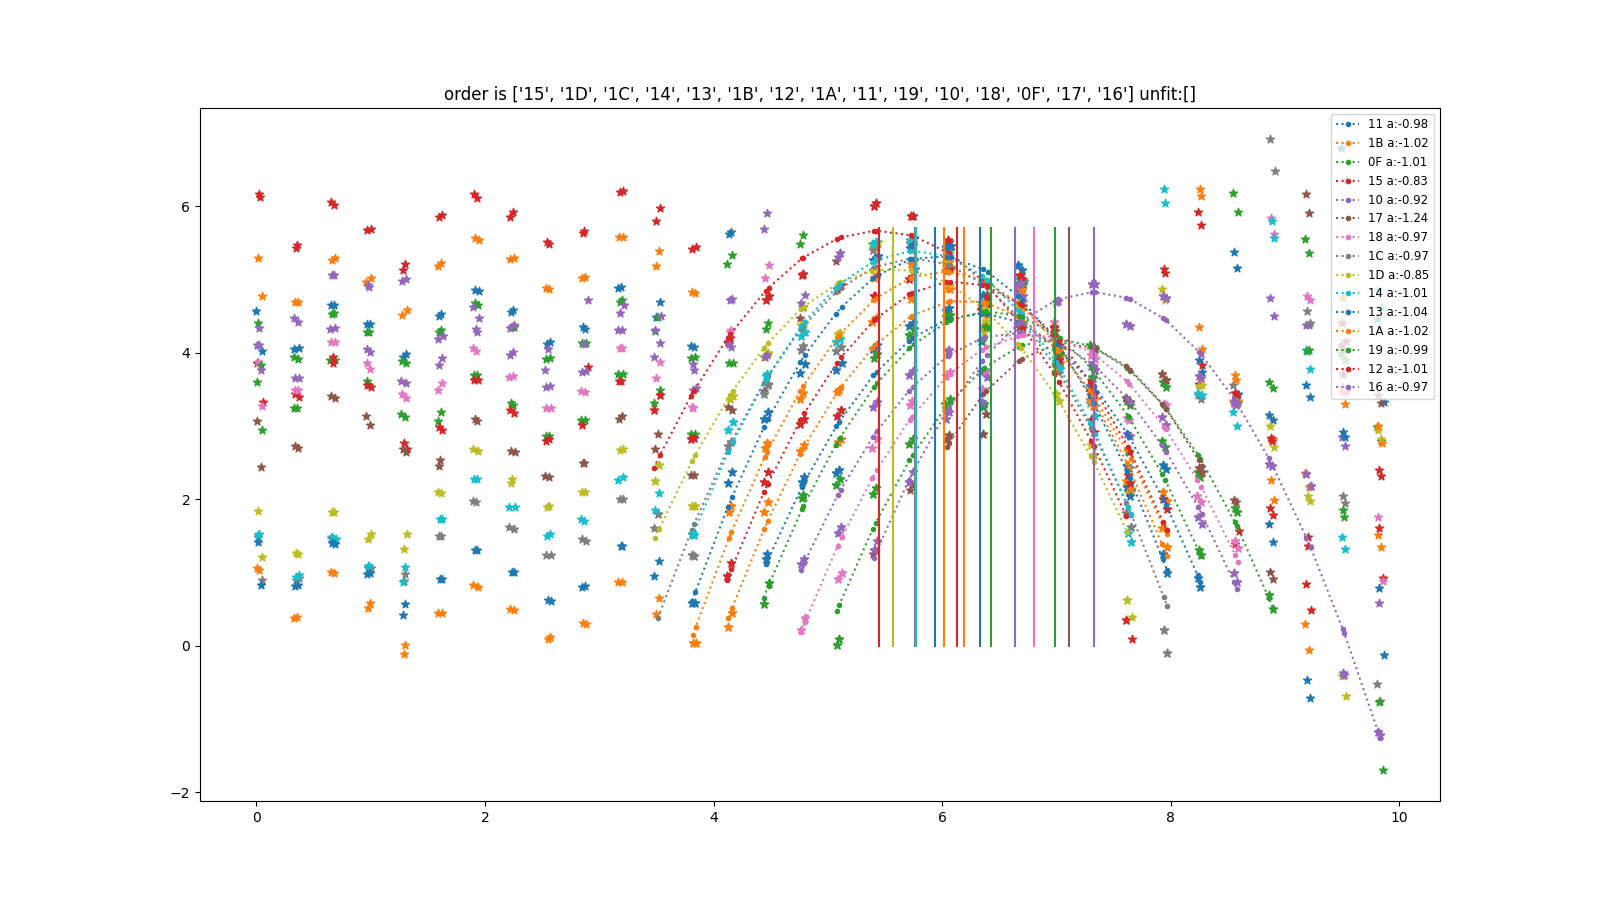 order is ['15', '1D', '1C', '14', '13', '1B', '12', '1A', '11', '19', '10', '18', '0F', '17', '16'] unfit:[]
11 a:-0.98
1B a:-1.02
0F a:-1.01
15 a:-0.83
10 a:-0.92
17 a:-1.24
18 a:-0.97
1C a:-0.97
1D a:-0.85
14 a:-1.01
13 a:-1.04
1A a:-1.02
19 a:-0.99
12 a:-1.01
16 a:-0.97
6
4
2
0
−2
0 2 4 6 8 10